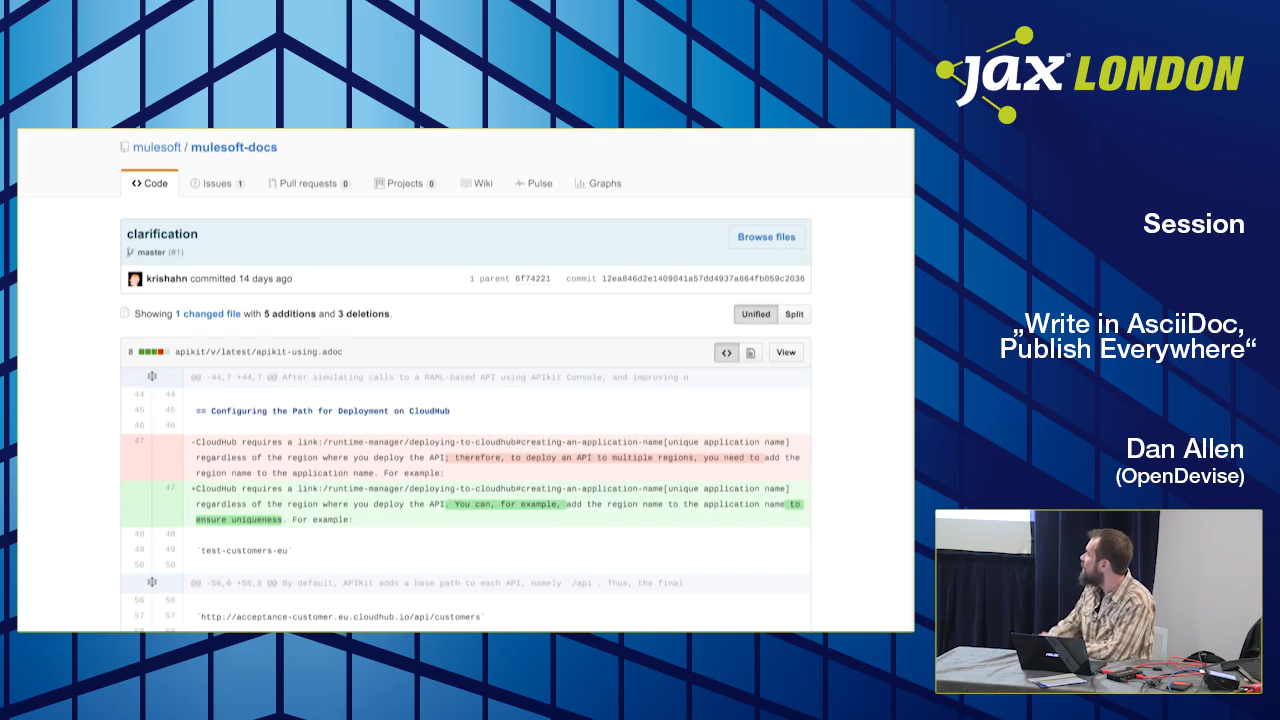 mulesoft / mulesoft-docs
Code Issues 1 Pull requests 0 Projects 0 Wiki Pulse Graphs
clarification
master (#1)
Browse files
krishahn committed 14 days ago
1 parent 6f74221 commit 12ea846d2e1409041a57dd4937a864fb059c2036
Showing 1 changed file with 5 additions and 3 deletions.
Unified Split
8 apikit/v/latest/apikit-using.adoc
<> View
@@ -44,7 +44,7 @@ After simulating calls to a RAML-based API using APIkit Console, and improving o
44 44
45 45 == Configuring the Path for Deployment on CloudHub
46 46
47 -CloudHub requires a link:/runtime-manager/deploying-to-cloudhub#creating-an-application-name[unique application name]
regardless of the region where you deploy the API; therefore, to deploy an API to multiple regions, you need to add the
region name to the application name. For example:
47 +CloudHub requires a link:/runtime-manager/deploying-to-cloudhub#creating-an-application-name[unique application name]
regardless of the region where you deploy the API. You can, for example, add the region name to the application name to
ensure uniqueness. For example:
48 48
49 49 `test-customers-eu`
50 50
@@ -56,6 +56,8 @@ By default, APIKit adds a base path to each API, namely `/api`. Thus, the final
56 56
57 57 `http://acceptance-customer.eu.cloudhub.io/api/customers`
58 58
JAX® LONDON
Session
„Write in AsciiDoc,
Publish Everywhere“
Dan Allen
(OpenDevise)
ASUS